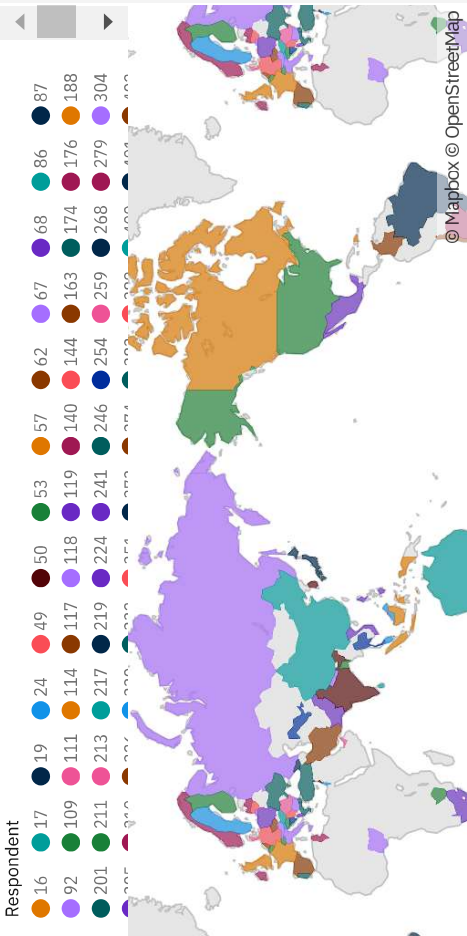 Respondent
16 17 19 24 49 50 53 57 62 67 68 86 87
92 109 111 114 117 118 119 140 144 163 174 176 188
201 211 213 217 219 224 241 246 254 259 268 279 304
© Mapbox © OpenStreetMap